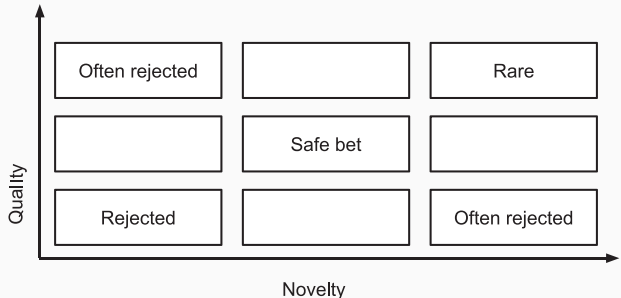 Often rejected
Rare
Safe bet
Rejected
Often rejected
Quality
Novelty